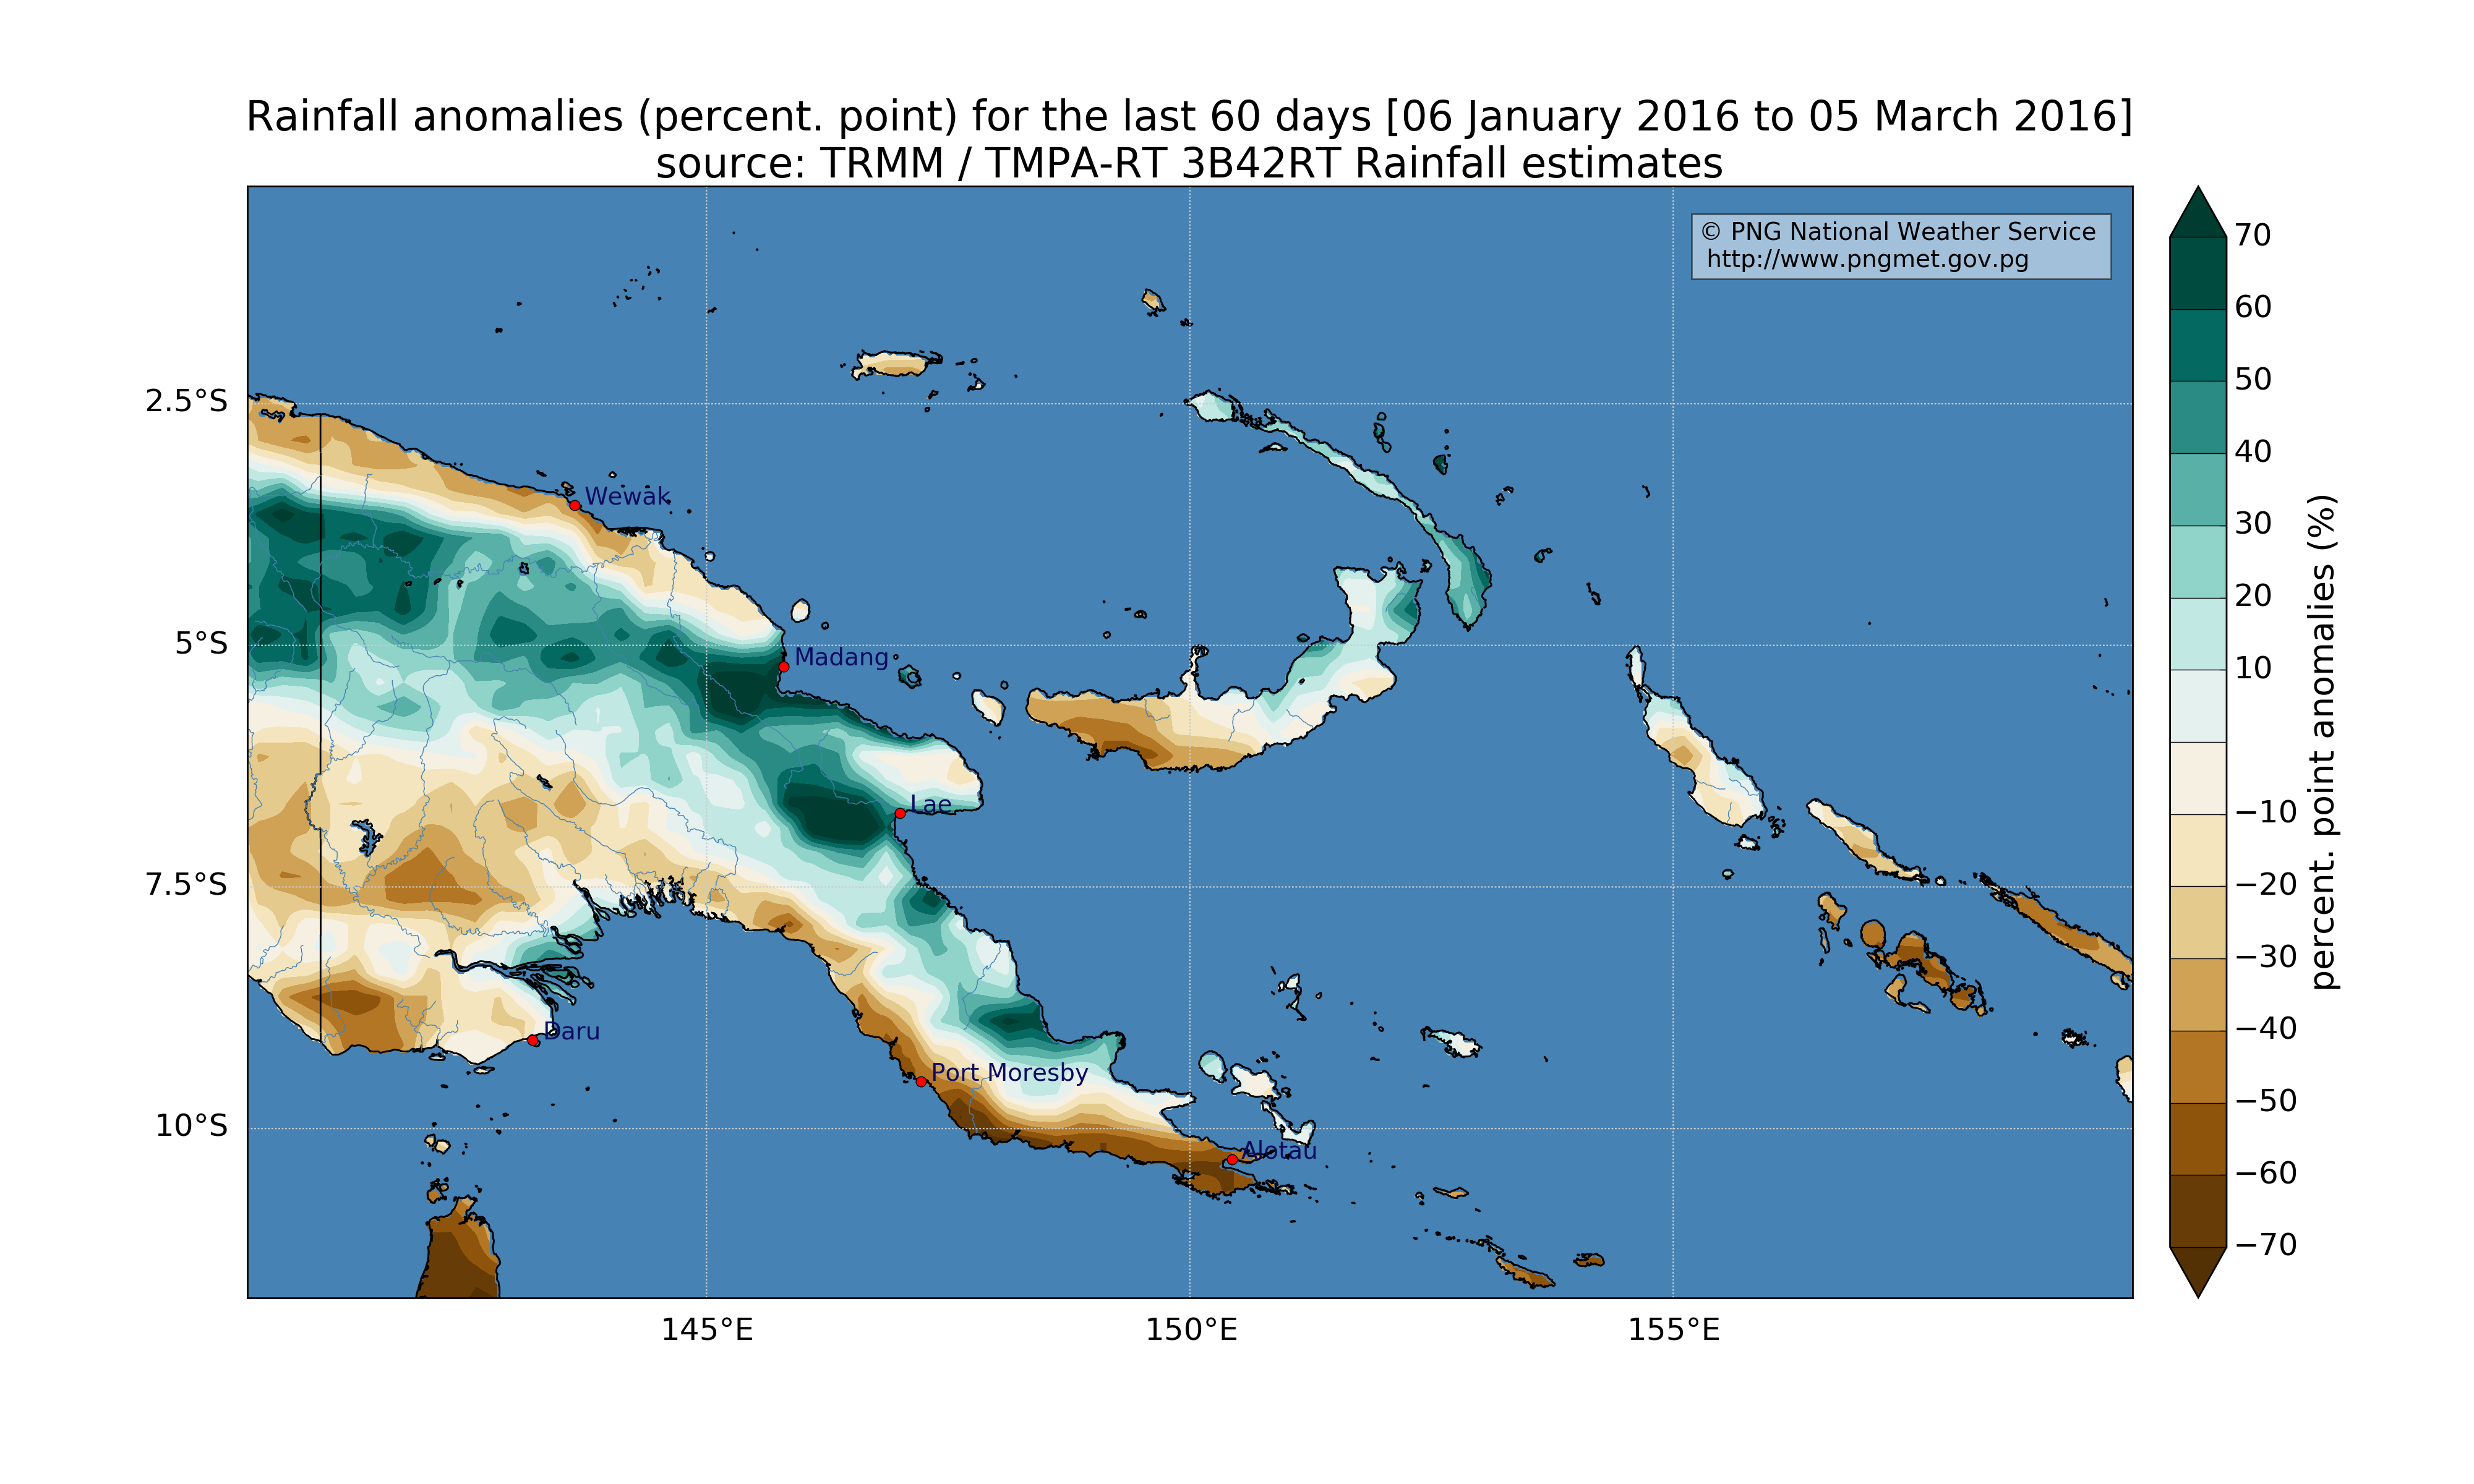 Rainfall anomalies (percent. point) for the last 60 days [06 January 2016 to 05 March 2016]
source: TRMM / TMPA-RT 3B42RT Rainfall estimates
© PNG National Weather Service
http://www.pngmet.gov.pg
70
60
50
40
30
20
10
−10
−20
−30
−40
−50
−60
−70
percent. point anomalies (%)
2.5°S
5°S
7.5°S
10°S
Wewak
Madang
Lae
Daru
Port Moresby
Alotau
145°E
150°E
155°E